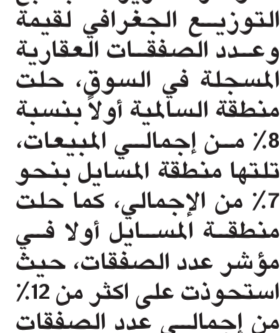 التوزيع الجغرافي لقيمة
وعدد الصفقات العقارية
المسجلة في السوق، حلت
منطقة السالمية أولاً بنسبة
8٪ من إجمالي المبيعات،
تلتها منطقة المسايل بنحو
7٪ من الإجمالي، كما حلت
منطقة المسايل أولا في
مؤشر عدد الصفقات، حيث
استحوذت على اكثر من 12٪
من إجمالي عدد الصفقات